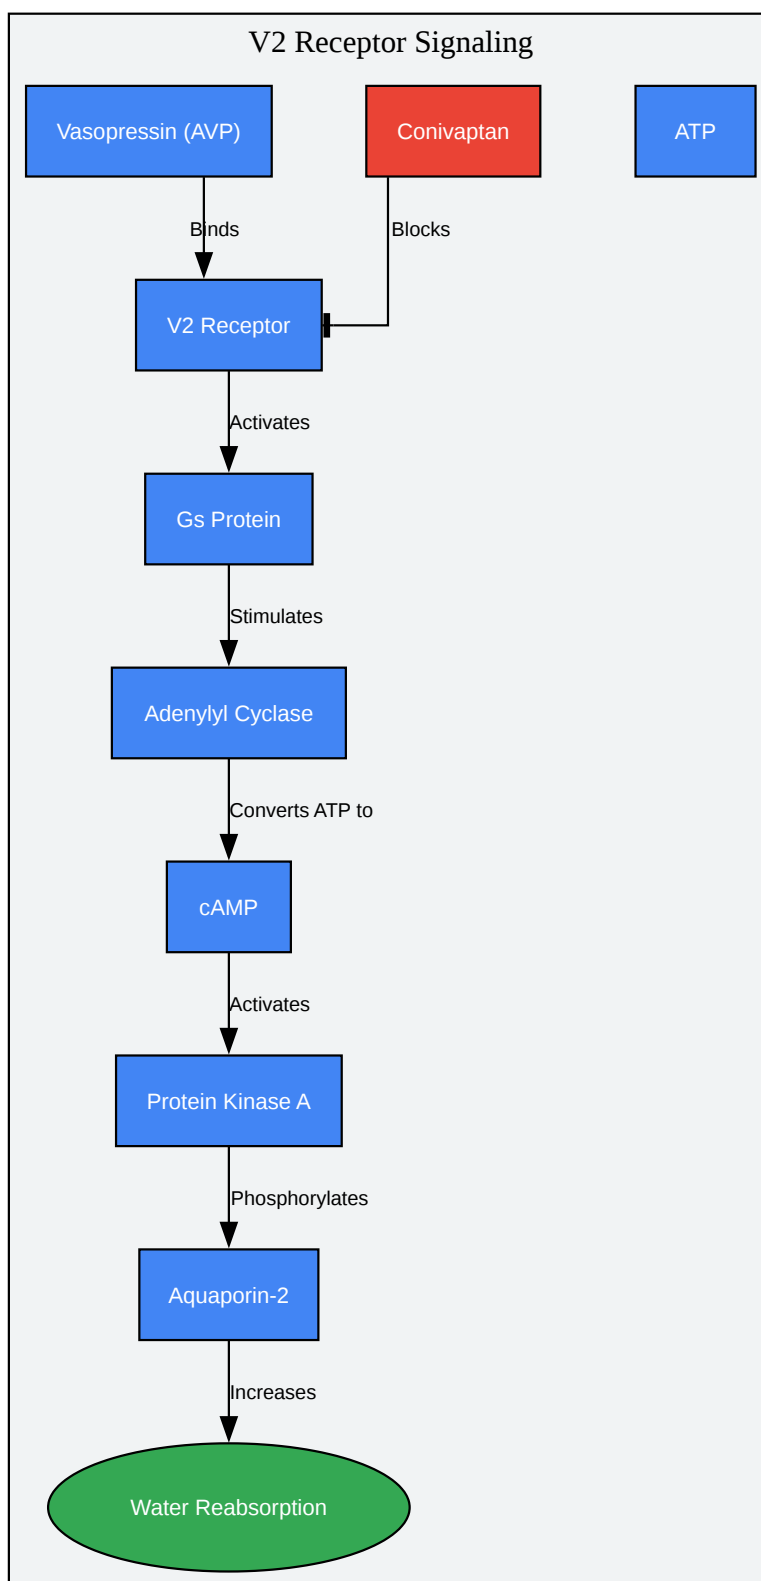 V2 Receptor Signaling
Vasopressin (AVP)
Conivaptan
ATP
Binds
Blocks
V2 Receptor
Activates
Gs Protein
Stimulates
Adenylyl Cyclase
Converts ATP to
cAMP
Activates
Protein Kinase A
Phosphorylates
Aquaporin-2
Increases
Water Reabsorption